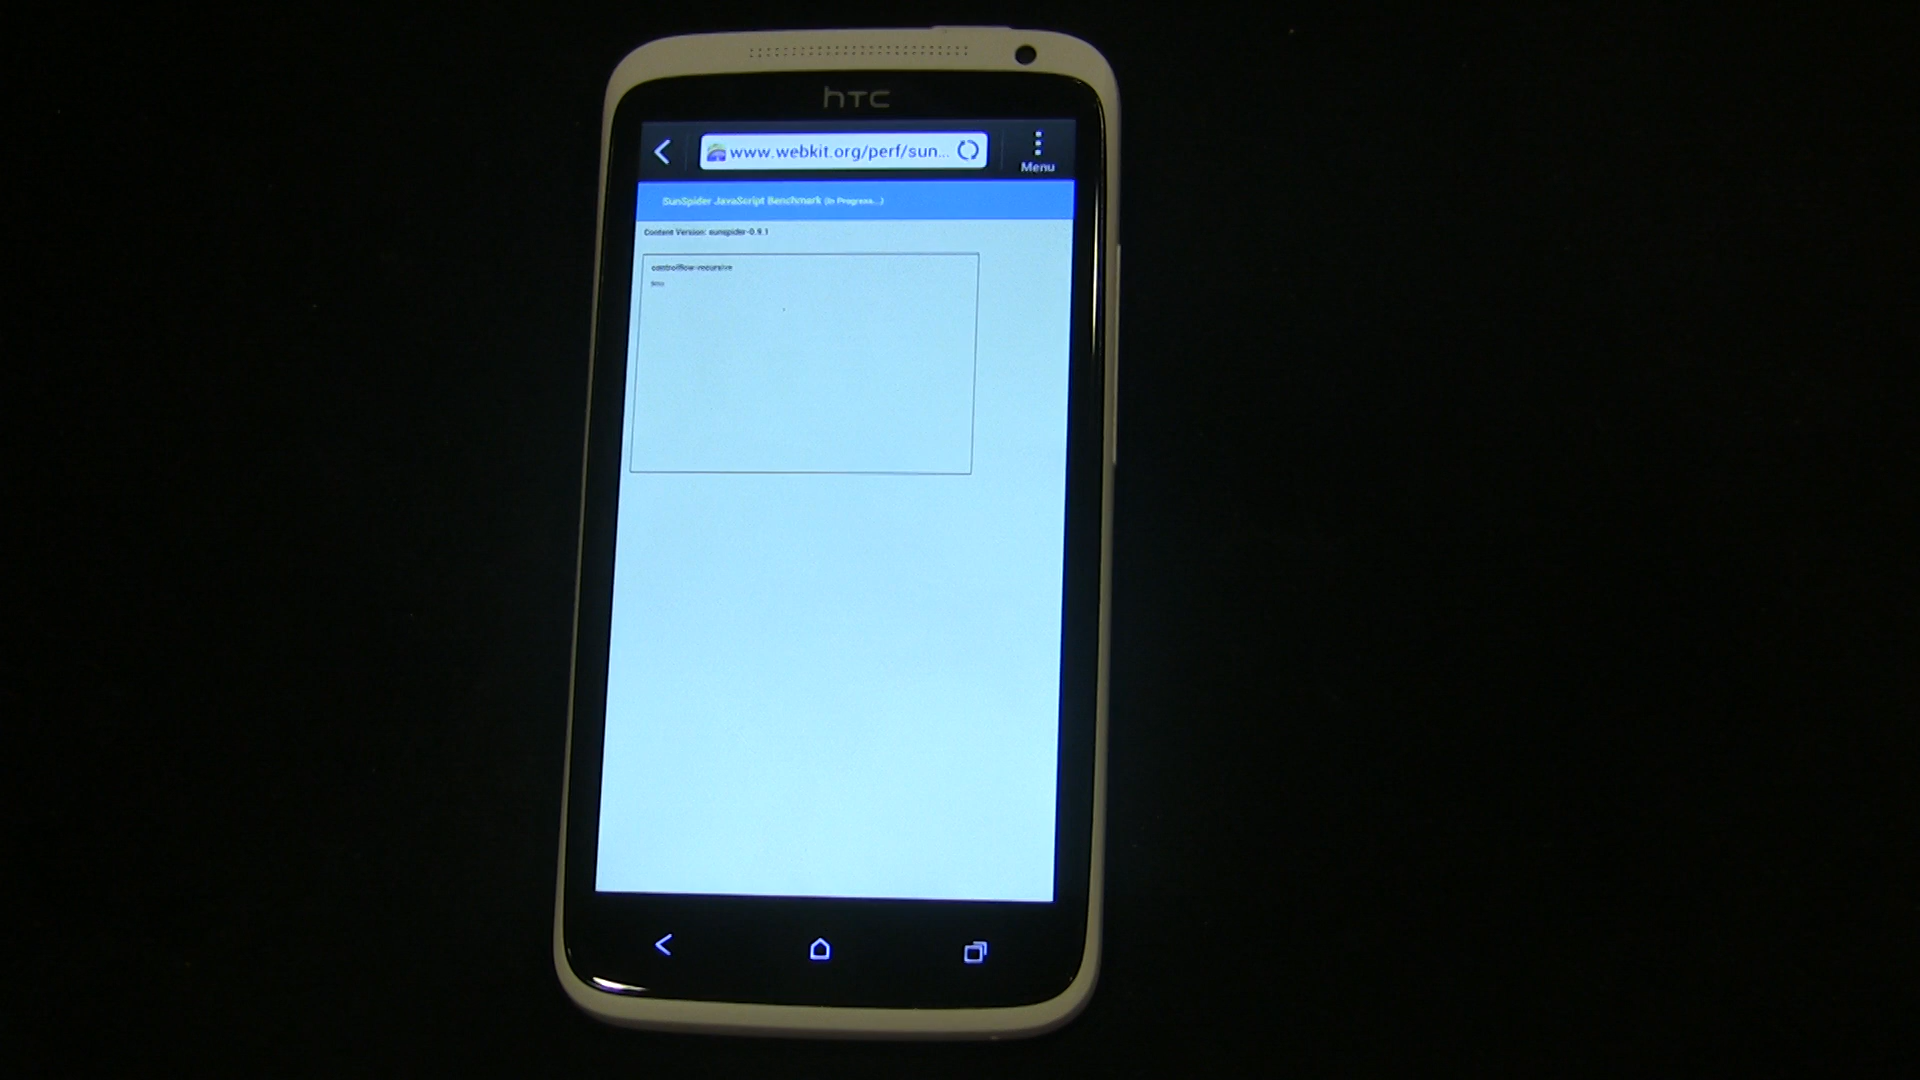 hTC
www.webkit.org/perf/sun...
Menu
SunSpider JavaScript Benchmark (In Progress...)
Content Version: sunspider-0.9.1
controlflow-recursive